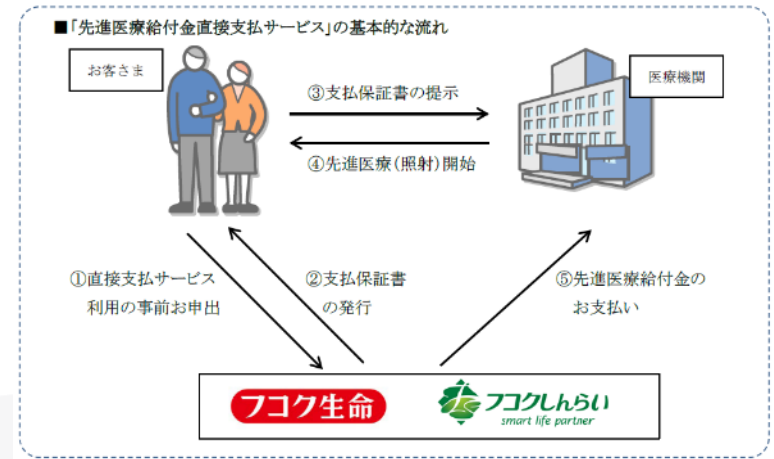 ■「先進医療給付金直接支払サービス」の基本的な流れ
お客さま
医療機関
③支払保証書の提示
④先進医療(照射)開始
①直接支払サービス
利用の事前お申出
②支払保証書
の発行
⑤先進医療給付金の
お支払い
フコク生命
フコクしんらい
smart life partner